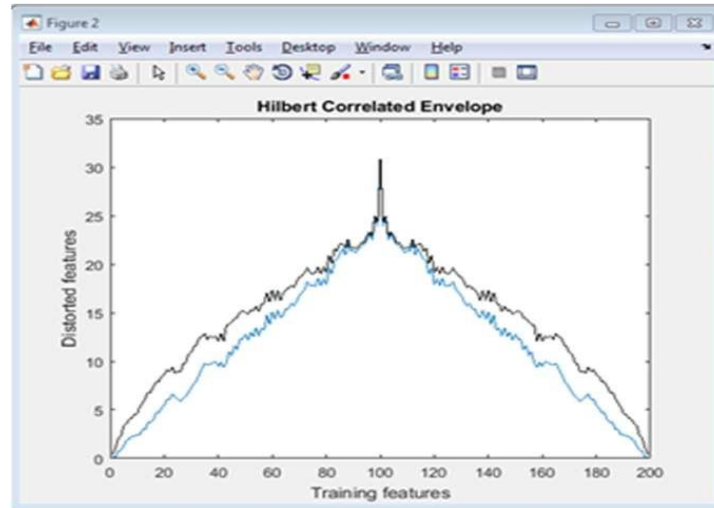 Figure 2
File Edit View Insert Tools Desktop Window Help
Hilbert Correlated Envelope
35
30
25
20
15
10
5
0
Distorted features
0 20 40 60 80 100 120 140 160 180 200
Training features